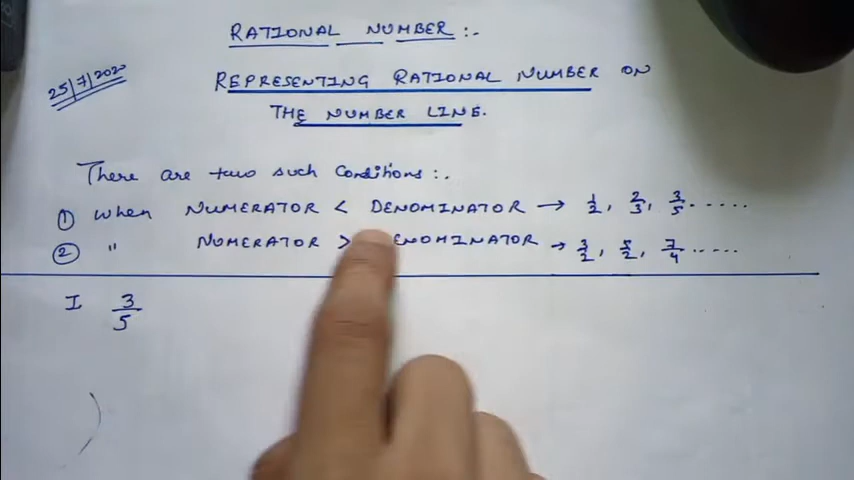 RATIONAL NUMBER :-
25/7/2020
REPRESENTING RATIONAL NUMBER ON
THE NUMBER LINE.
There are two such Conditions :.
① When NUMERATOR < DENOMINATOR → 1/2, 2/3, 3/5 .....
② " NUMERATOR > DENOMINATOR → 3/2, 5/2, 7/4 .....
I 3/5